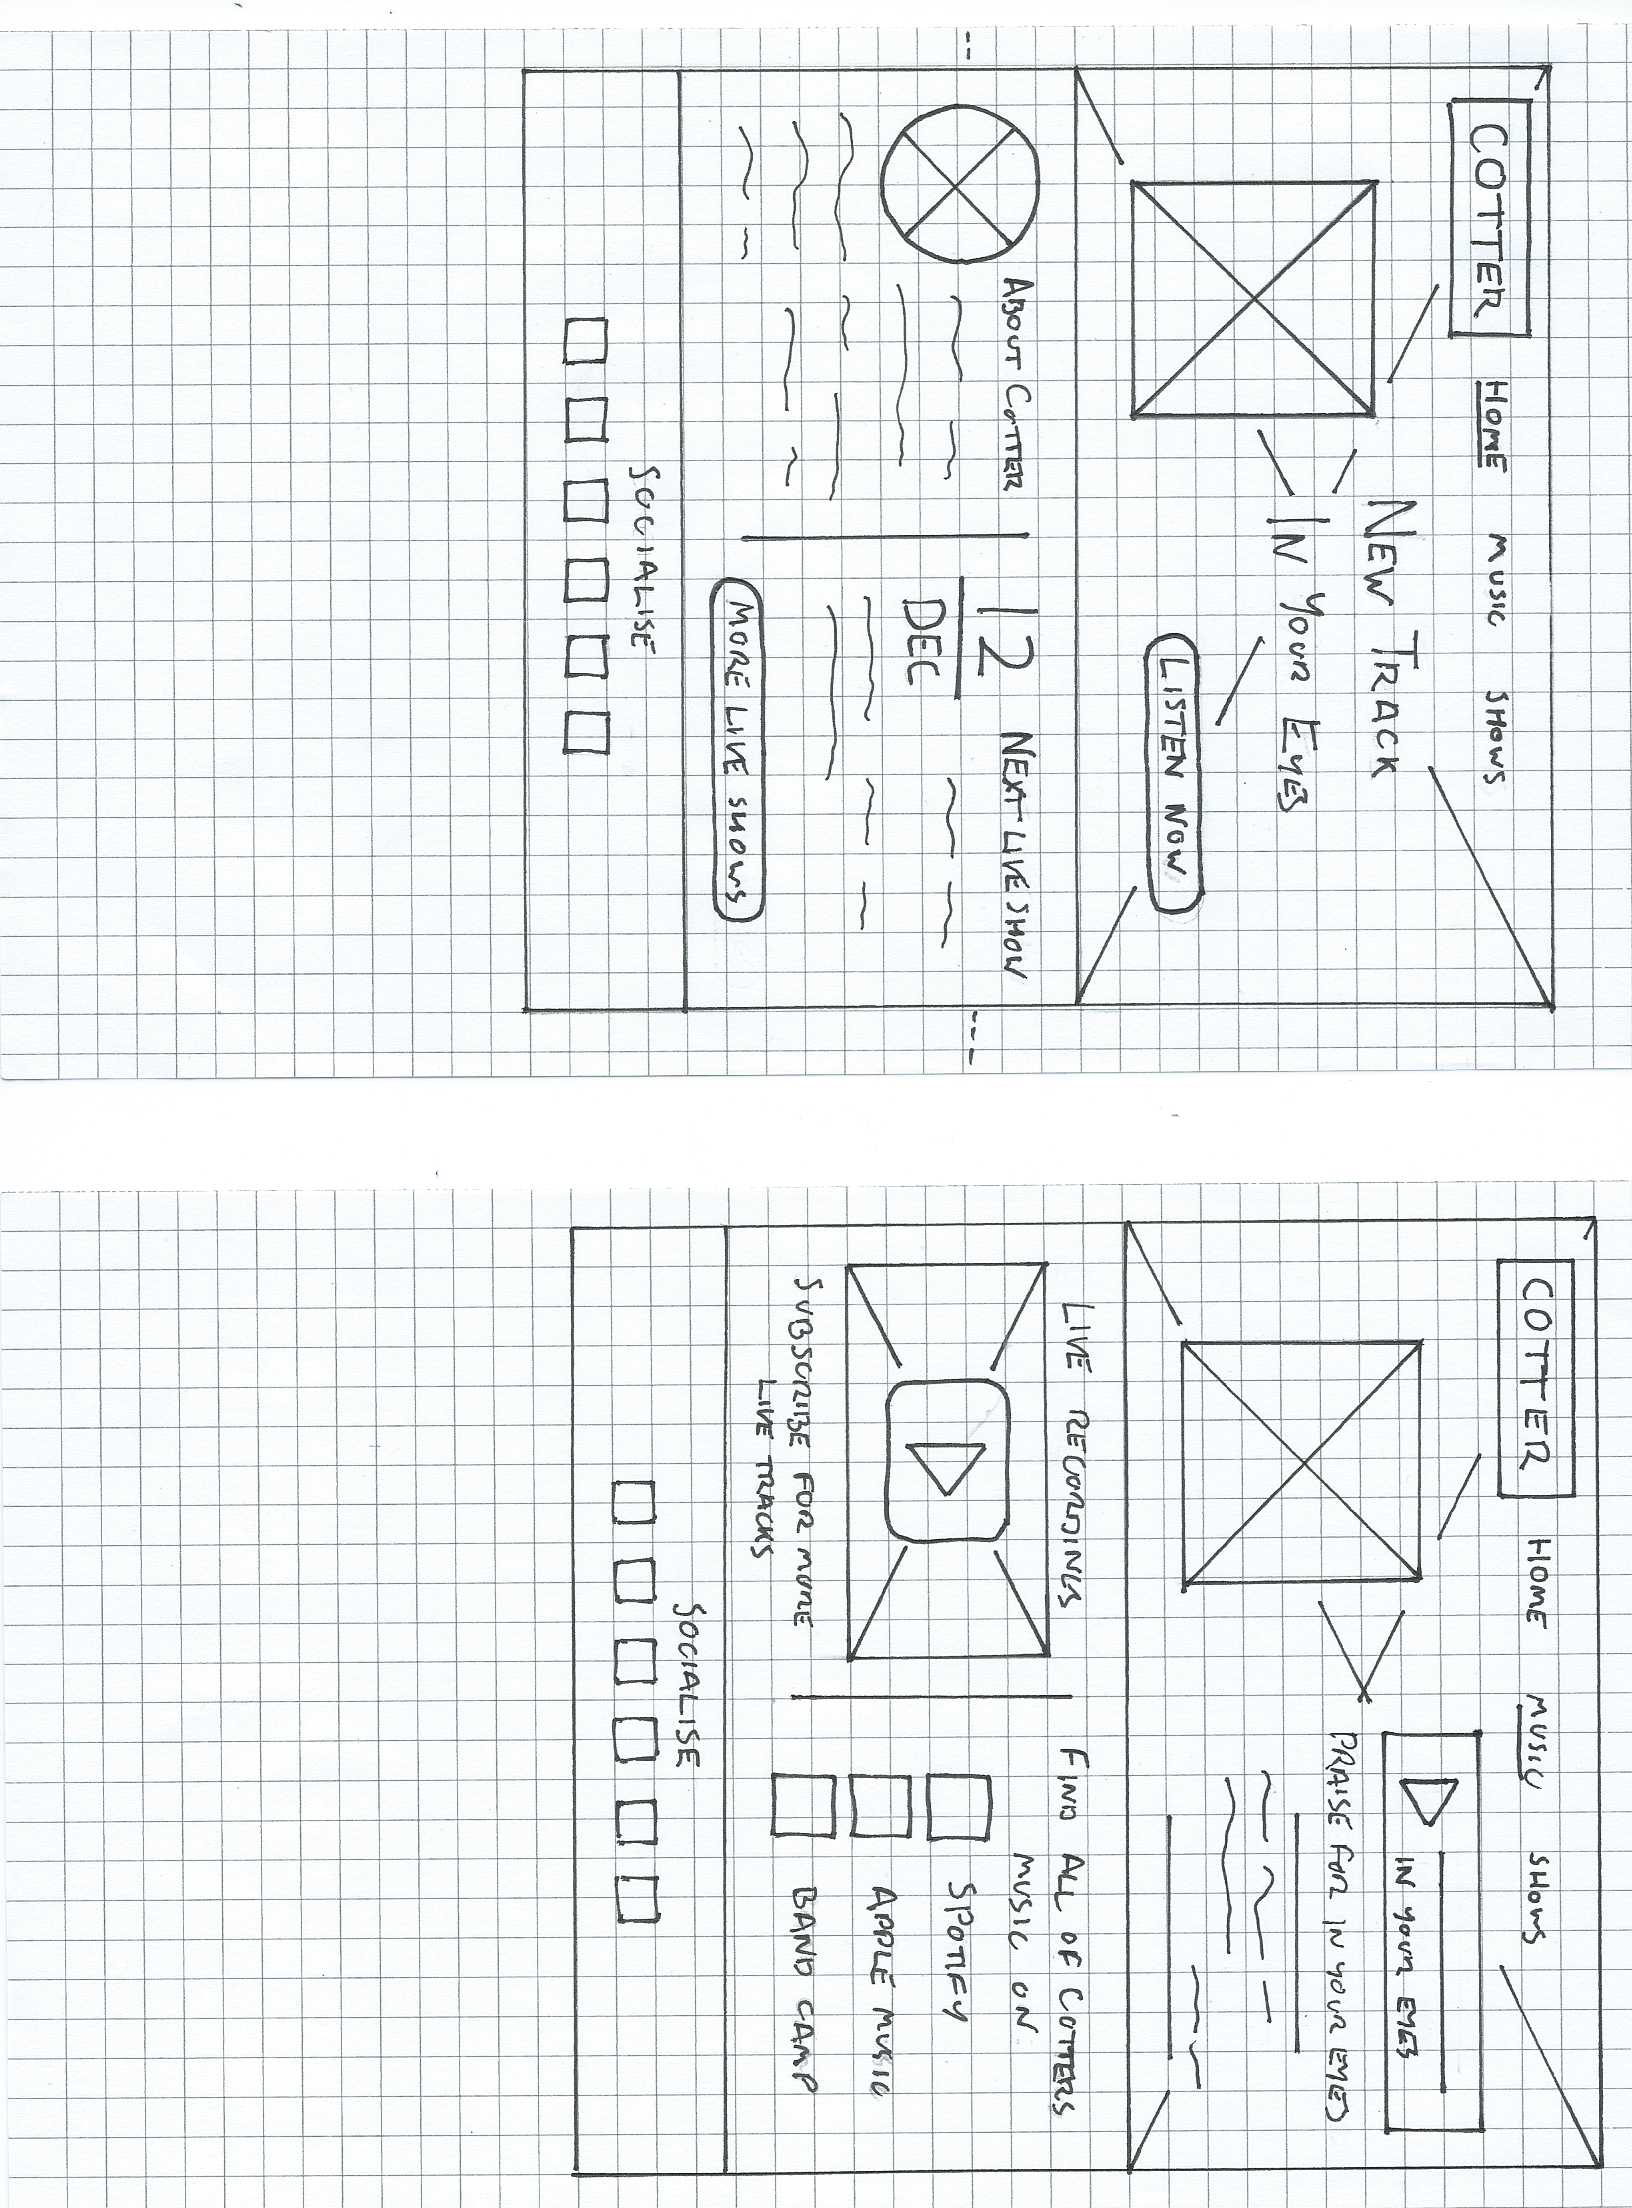 COTTER HOME MUSIC SHOWS
NEW TRACK
IN YOUR EYES
LISTEN NOW
ABOUT COTTER
12
DEC
NEXT LIVE SHOW
MORE LIVE SHOWS
SOCIALISE
COTTER HOME MUSIC SHOWS
IN YOUR EYES
PRAISE FOR IN YOUR EYES
LIVE RECORDINGS
SUBSCRIBE FOR MORE
LIVE TRACKS
FIND ALL OF COTTERS
MUSIC ON
SPOTIFY
APPLE MUSIC
BAND CAMP
SOCIALISE